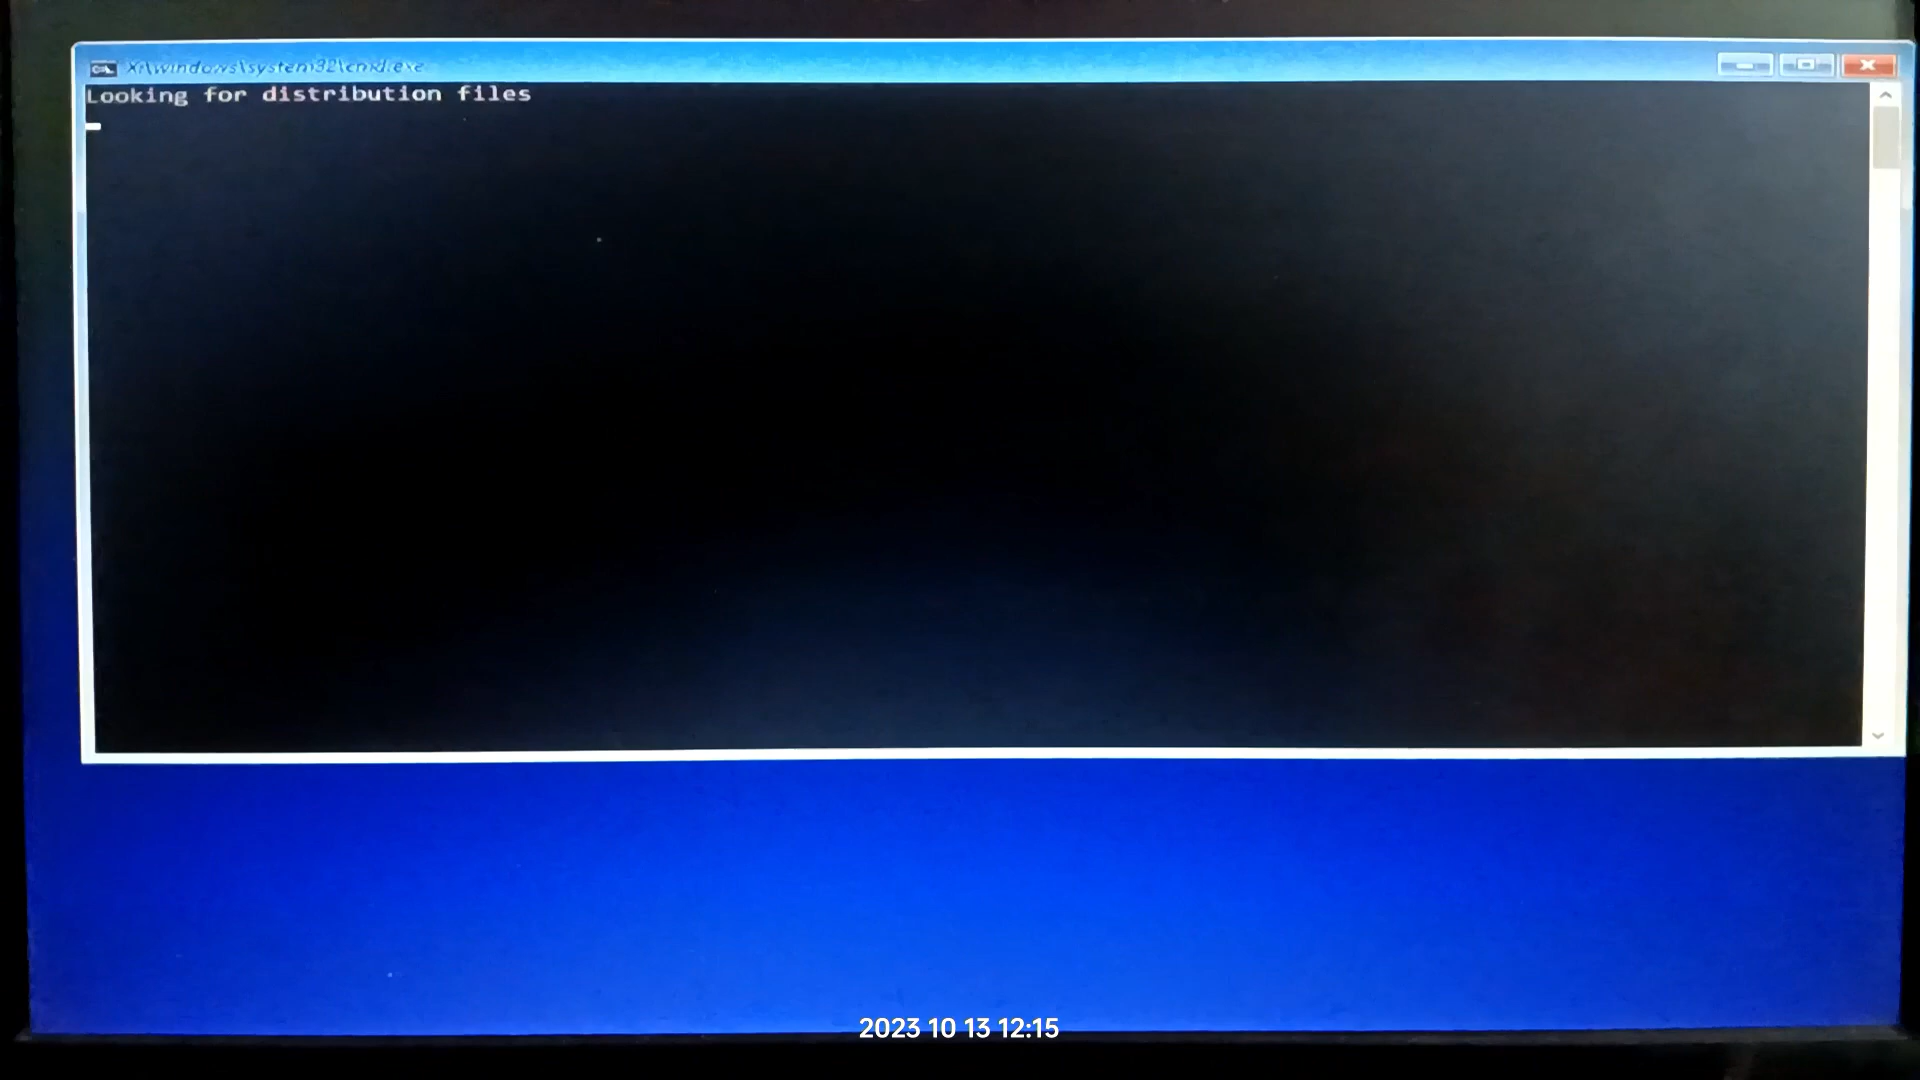 X:\windows\system32\cmd.exe
Looking for distribution files
2023 10 13 12:15